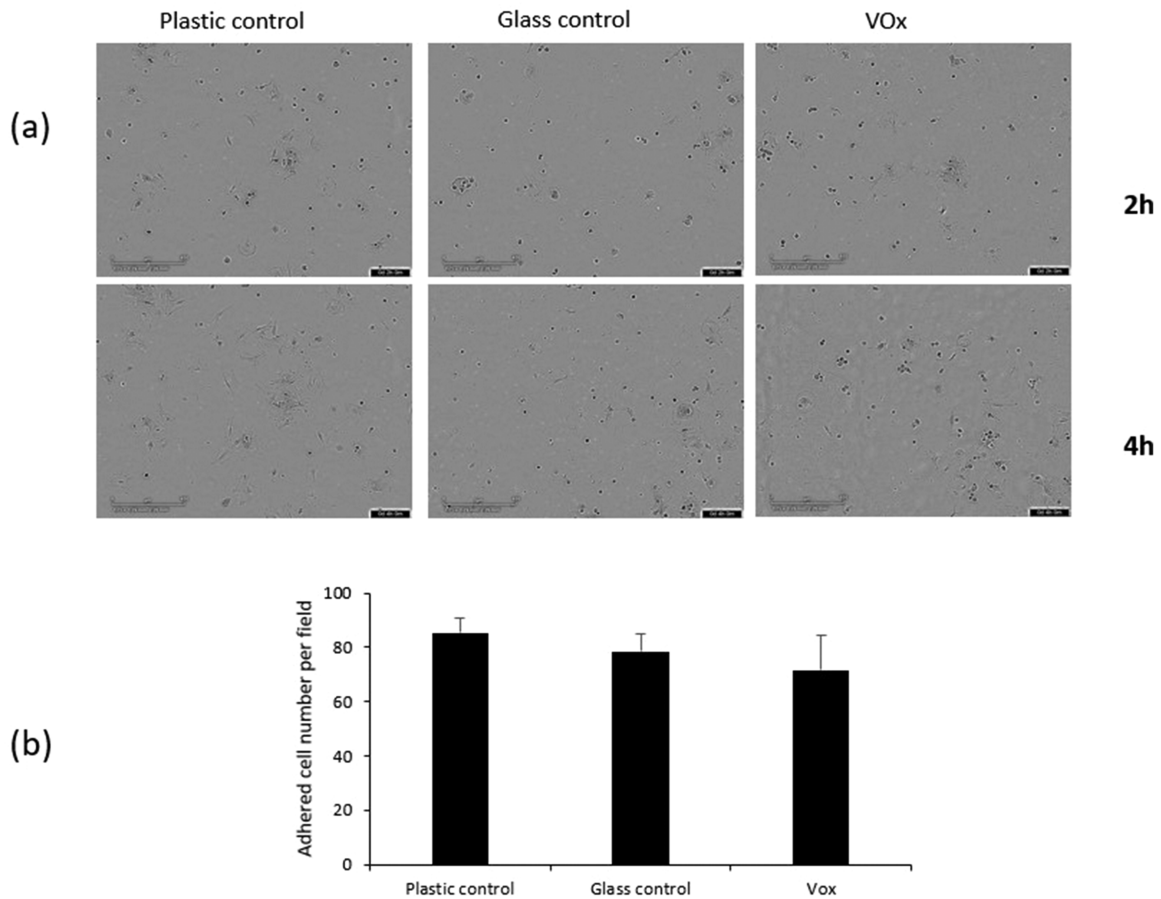 Plastic control
Glass control
VOx
(a)
2h
4h
(b)
Adhered cell number per field
100
80
60
40
20
0
Plastic control
Glass control
Vox